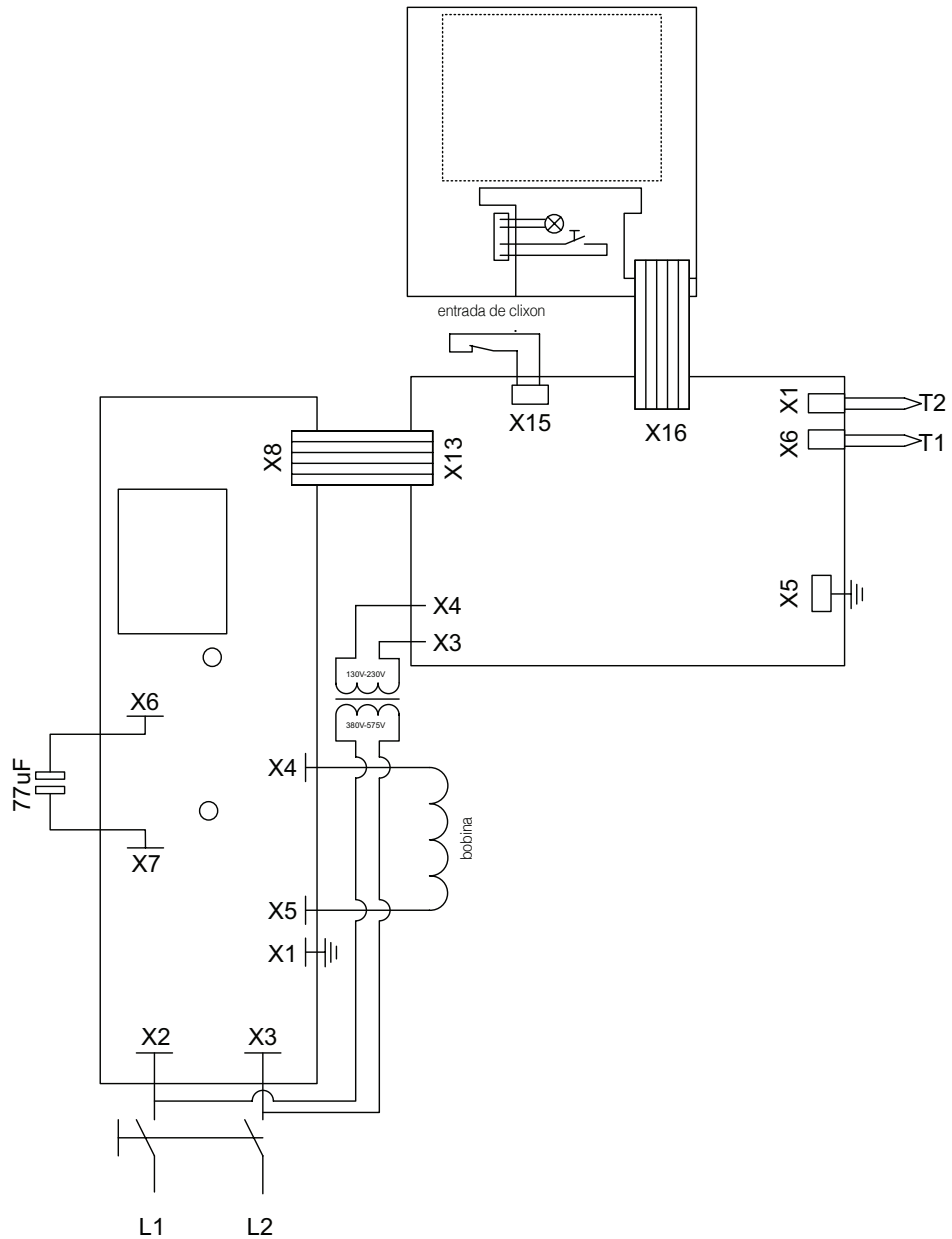 entrada de clixon
X15
X16
X1
T2
X6
T1
X8
X13
X5
X4
X3
130V-230V
380V-575V
X6
77uF
X7
X4
bobina
X5
X1
X2
X3
L1
L2